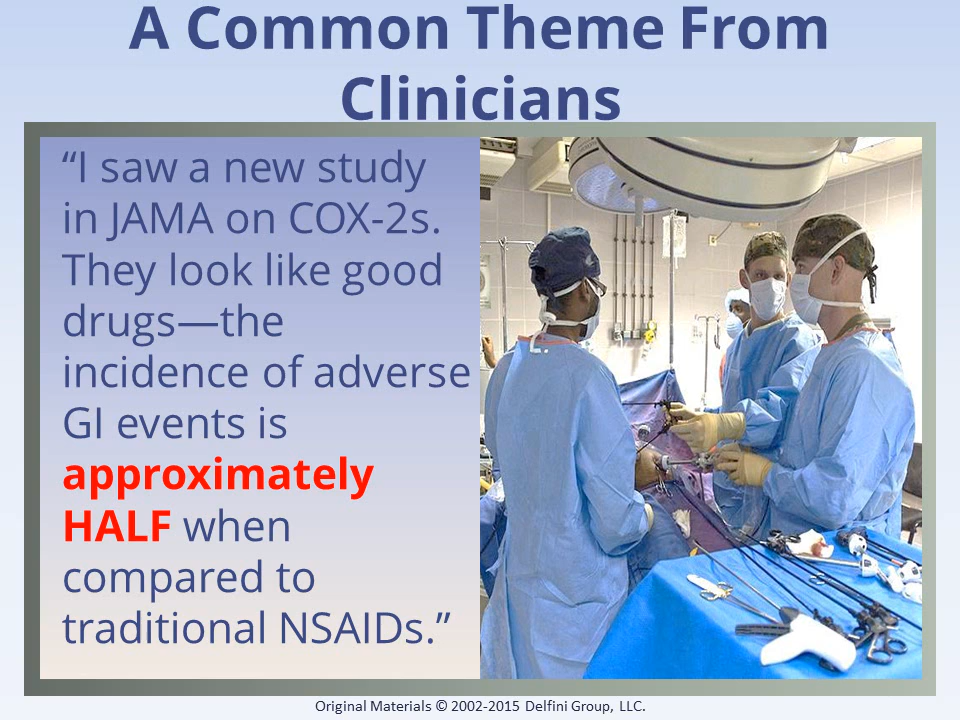 A Common Theme From
Clinicians
“I saw a new study
in JAMA on COX-2s.
They look like good
drugs—the
incidence of adverse
GI events is
approximately
HALF when
compared to
traditional NSAIDs.”
Original Materials © 2002-2015 Delfini Group, LLC.